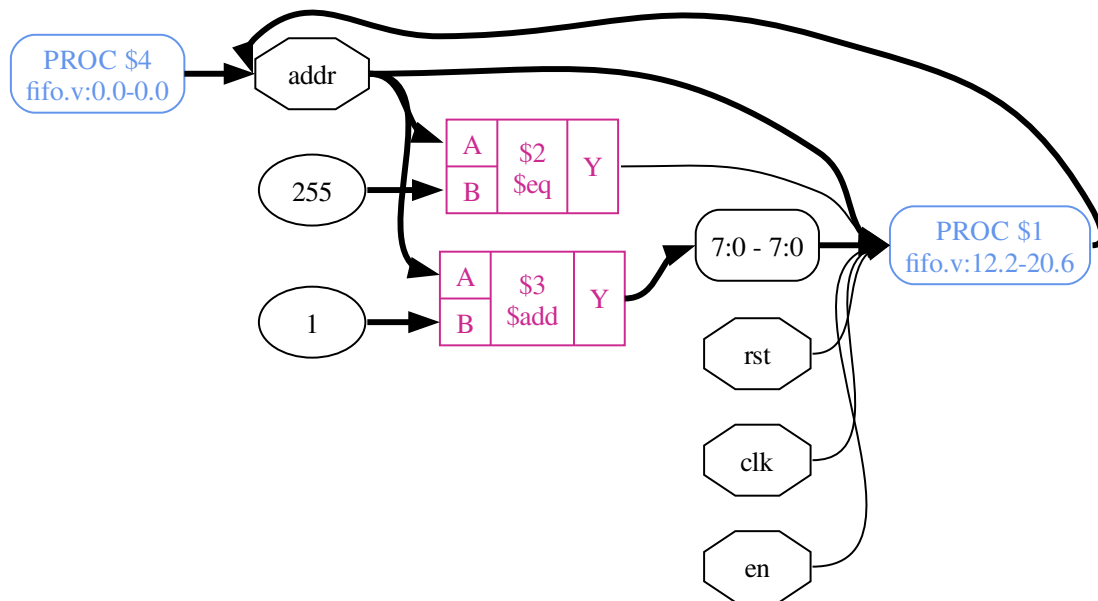 PROC $4
fifo.v:0.0-0.0
addr
255
1
A
B
$2
$eq
Y
A
B
$3
$add
Y
7:0 - 7:0
rst
clk
en
PROC $1
fifo.v:12.2-20.6